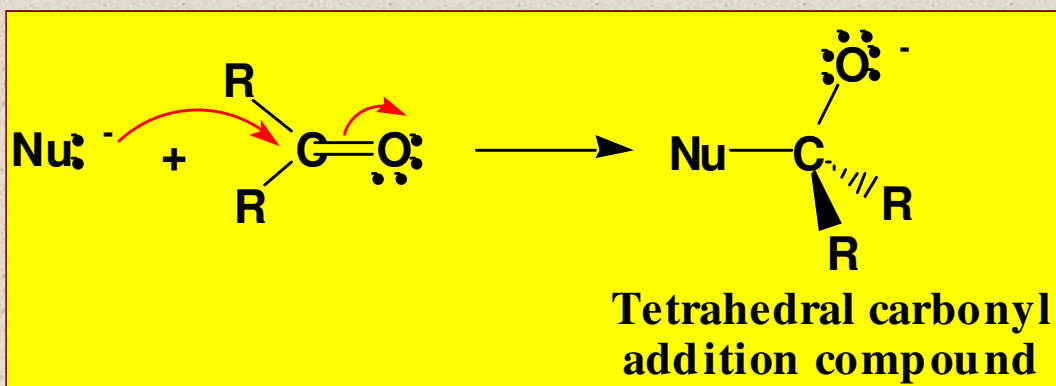 R
Nu:⁻ + C=O
R
O⁻
Nu—C
R
R
Tetrahedral carbonyl
addition compound